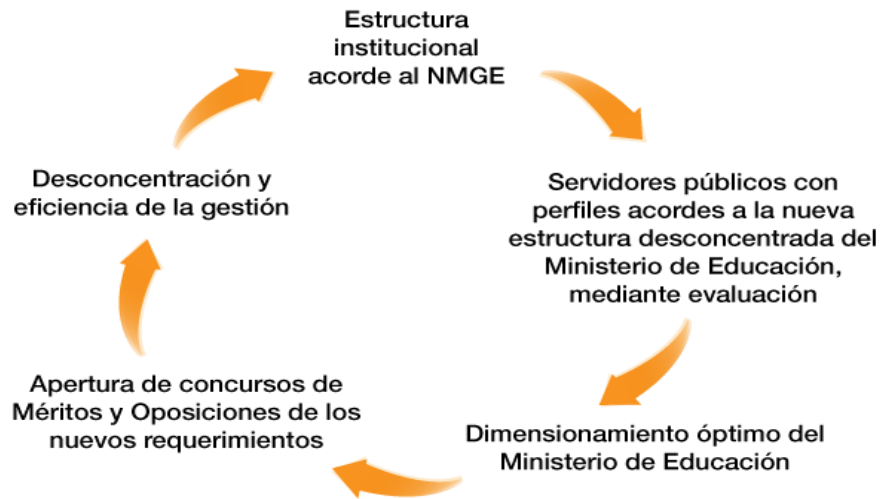 Estructura
institucional
acorde al NMGE
Servidores públicos con
perfiles acordes a la nueva
estructura desconcentrada del
Ministerio de Educación,
mediante evaluación
Dimensionamiento óptimo del
Ministerio de Educación
Apertura de concursos de
Méritos y Oposiciones de los
nuevos requerimientos
Desconcentración y
eficiencia de la gestión